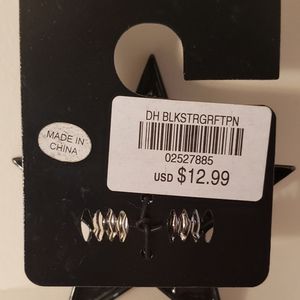 DH BLKSTRGRFTPN
MADE IN
CHINA
02527885
USD $12.99